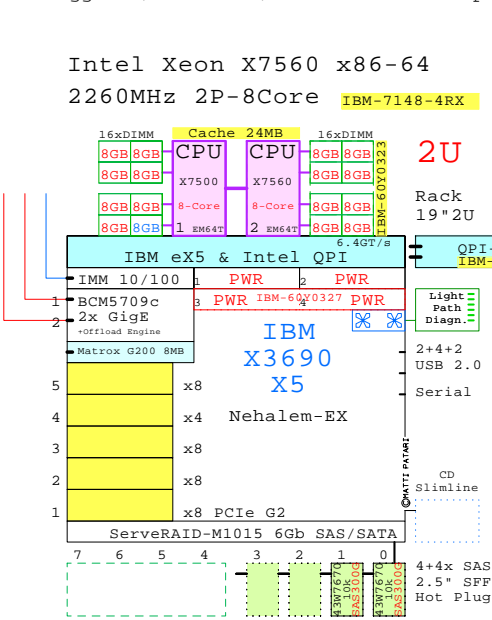 Intel Xeon X7560 x86-64
2260MHz 2P-8Core IBM-7148-4RX
16xDIMM Cache 24MB 16xDIMM
8GB 8GB CPU CPU 8GB 8GB
2U
8GB 8GB X7500 X7560 8GB 8GB
IBM-60Y0323
Rack
19"2U
8GB 8GB 8-Core 8-Core 8GB 8GB
8GB 8GB 1 EM64T 2 EM64T 8GB 8GB
6.4GT/s
IBM eX5 & Intel QPI
QPI-
IBM-
IMM 10/100 1 PWR 2 PWR
1 BCM5709c 3 PWR IBM-60Y0327 4 PWR
2 2x GigE
+Offload Engine
Light
Path
Diagn.
Matrox G200 8MB
IBM
X3690
X5
2+4+2
USB 2.0
Serial
5 x8
4 x4 Nehalem-EX
3 x8
2 x8
1 x8 PCIe G2
©MATTI PATARI
CD
Slimline
ServeRAID-M1015 6Gb SAS/SATA
7 6 5 4 3 2 1 0
43W7670
10k
SAS300G
43W7670
10k
SAS300G
4+4x SAS
2.5" SFF
Hot Plug